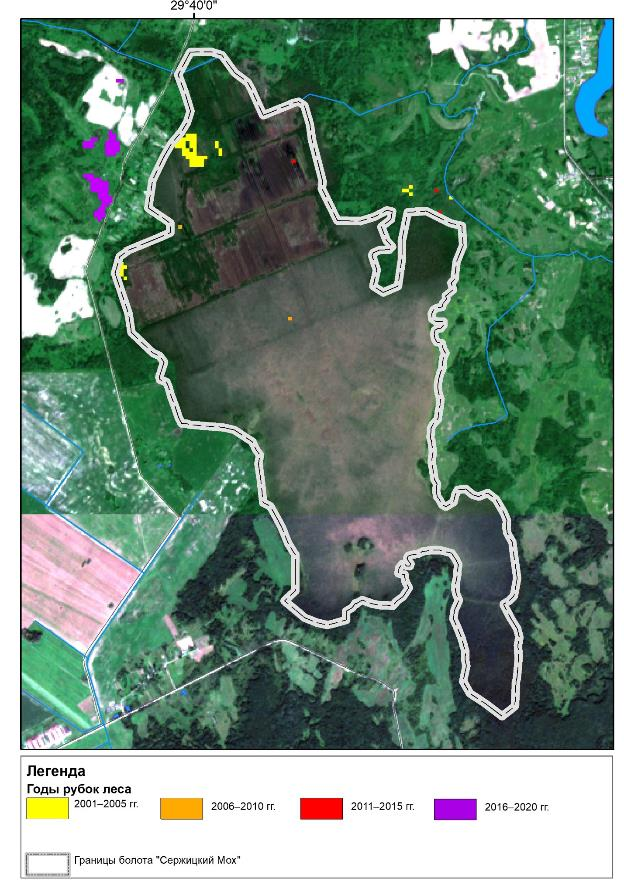 29°40'0"
Легенда
Годы рубок леса
2001–2005 гг.
2006–2010 гг.
2011–2015 гг.
2016–2020 гг.
Границы болота "Сержицкий Мох"